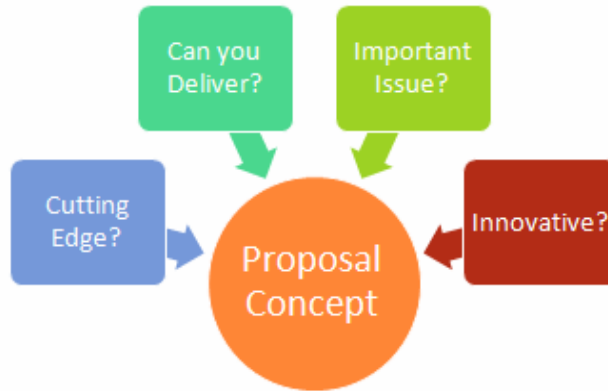 Can you
Deliver?
Important
Issue?
Cutting
Edge?
Innovative?
Proposal
Concept